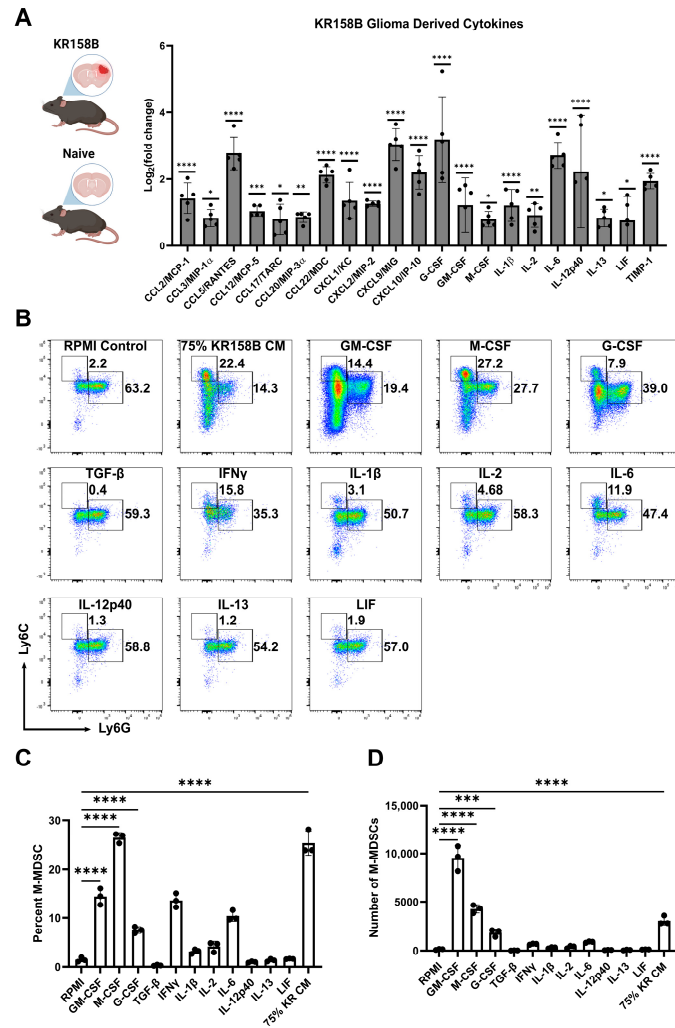 A
KR158B Glioma Derived Cytokines
KR158B
Naive
Log₂(fold change)
6
4
2
0
**** * **** *** * ** **** **** **** **** **** **** **** * **** ** **** **** * * ****
CCL2/MCP-1
CCL3/MIP-1α
CCL5/RANTES
CCL12/MCP-5
CCL17/TARC
CCL20/MIP-3α
CCL22/MDC
CXCL1/KC
CXCL2/MIP-2
CXCL9/MIG
CXCL10/IP-10
G-CSF
GM-CSF
M-CSF
IL-1β
IL-2
IL-6
IL-12p40
IL-13
LIF
TIMP-1
B
RPMI Control 75% KR158B CM GM-CSF M-CSF G-CSF
2.2 22.4 14.4 27.2 7.9
63.2 14.3 19.4 27.7 39.0
TGF-β IFNγ IL-1β IL-2 IL-6
0.4 15.8 3.1 4.68 11.9
59.3 35.3 50.7 58.3 47.4
IL-12p40 IL-13 LIF
1.3 1.2 1.9
58.8 54.2 57.0
Ly6C
Ly6G
C
****
****
****
****
Percent M-MDSC
30
20
10
0
RPMI
GM-CSF
M-CSF
G-CSF
TGF-β
IFNγ
IL-1β
IL-2
IL-6
IL-12p40
IL-13
LIF
75% KR CM
D
****
***
****
****
Number of M-MDSCs
15,000
10,000
5000
0
RPMI
GM-CSF
M-CSF
G-CSF
TGF-β
IFNγ
IL-1β
IL-2
IL-6
IL-12p40
IL-13
LIF
75% KR CM